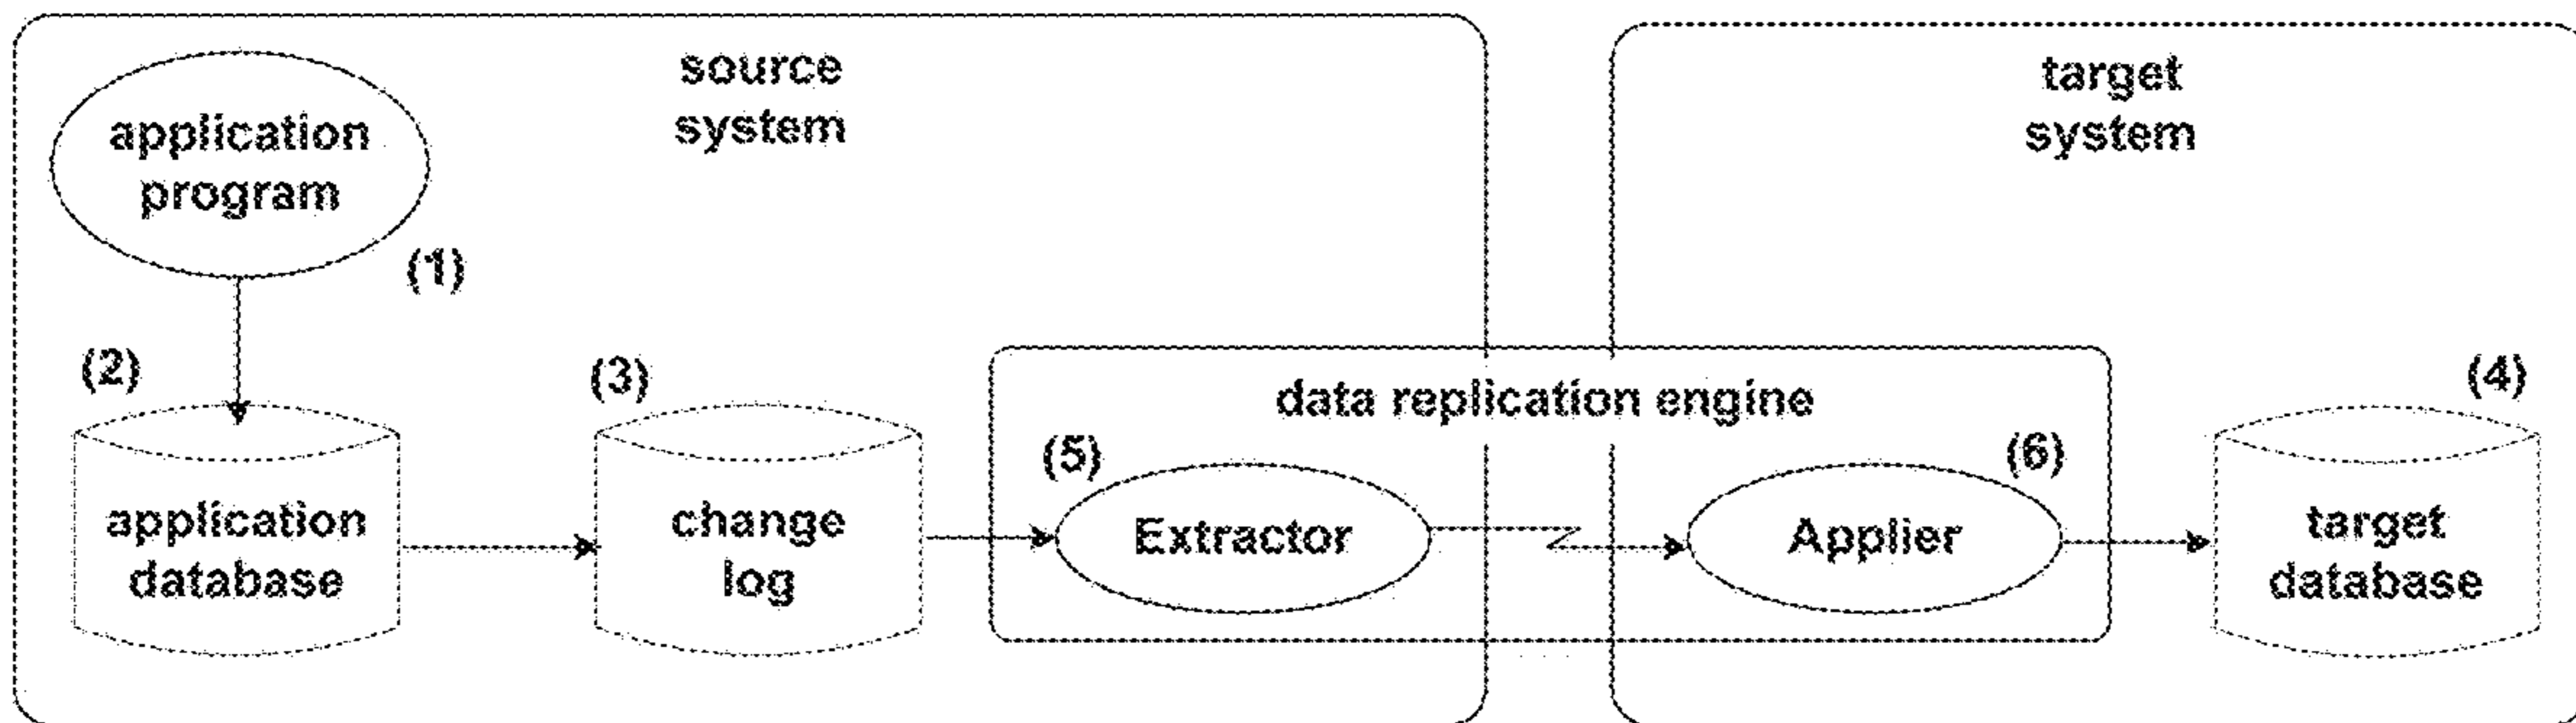 source
system
target
system
application
program
(1)
(2)
(3)
(4)
data replication engine
(5)
(6)
application
database
change
log
Extractor
Applier
target
database